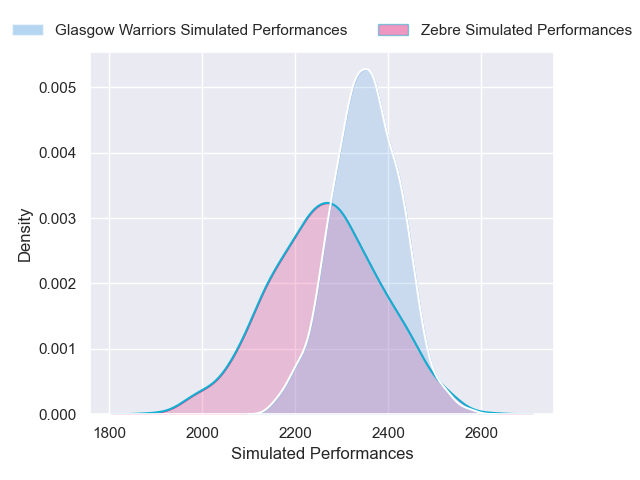 Glasgow Warriors Simulated Performances Zebre Simulated Performances
0.005
0.004
0.003
0.002
0.001
0.000
Density
1800 2000 2200 2400 2600
Simulated Performances